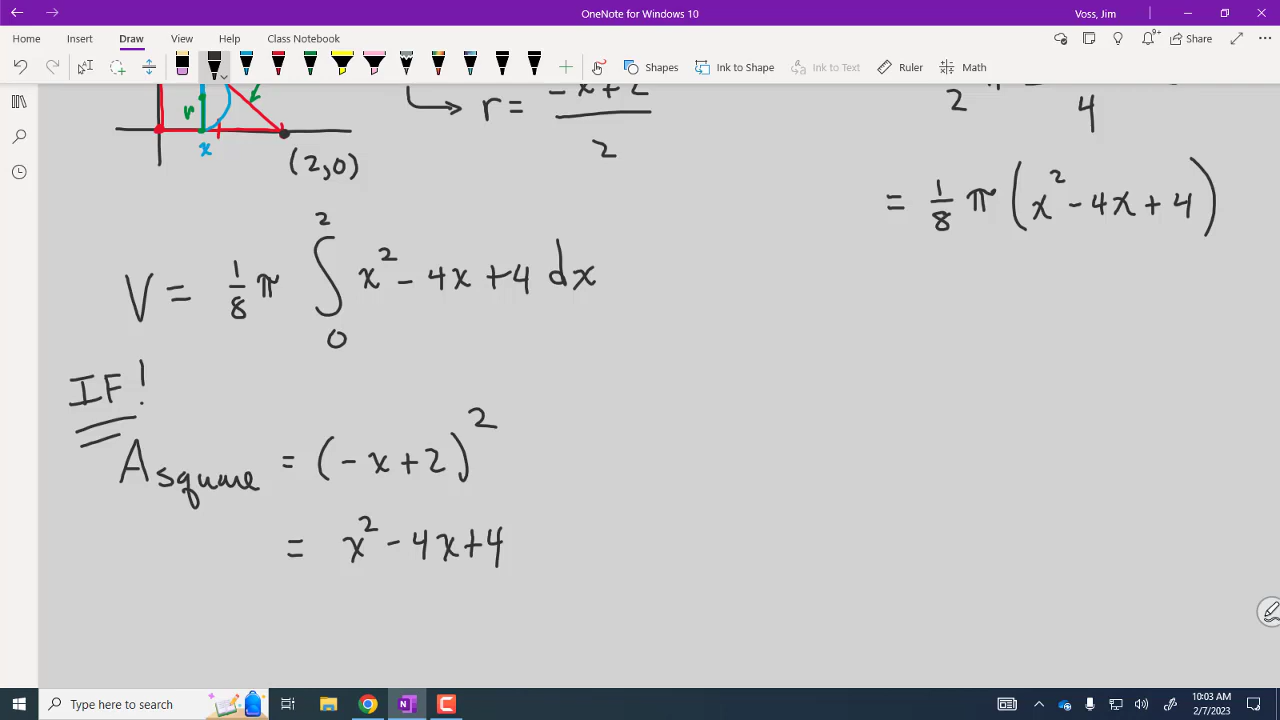 OneNote for Windows 10
Voss, Jim
Home Insert Draw View Help Class Notebook
Share
Shapes Ink to Shape Ink to Text Ruler Math
r
x
(2,0)
r = -x+2 / 2
2 π 4
= 1/8 π (x² - 4x + 4)
V = 1/8 π ∫₀² x² - 4x + 4 dx
IF!
A square = (-x+2)²
= x² - 4x+4
Type here to search
10:03 AM
2/7/2023